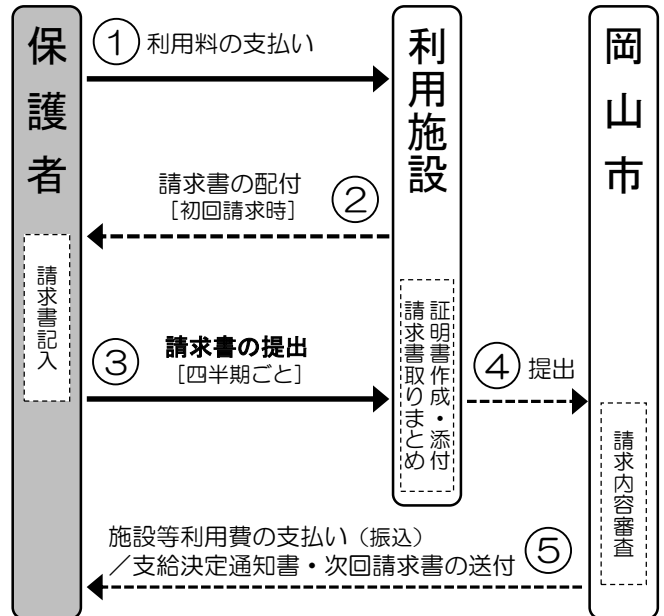 保護者
① 利用料の支払い
利用施設
岡山市
請求書の配付
[初回請求時]
②
請求書記入
③
請求書の提出
[四半期ごと]
証明書作成・添付
請求書取りまとめ
④ 提出
請求内容審査
施設等利用費の支払い（振込）
／支給決定通知書・次回請求書の送付
⑤